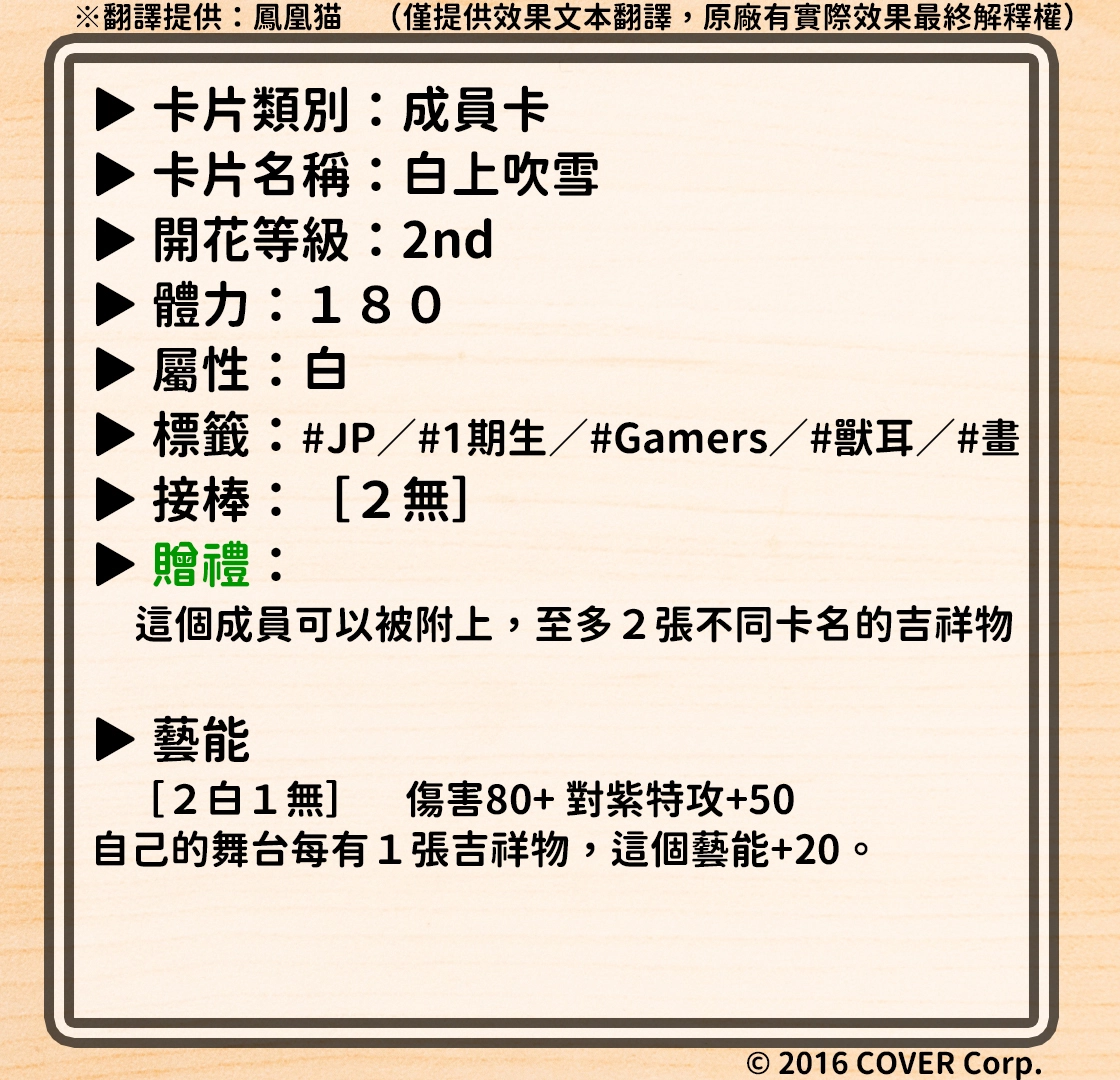 ※翻譯提供：鳳凰猫　（僅提供效果文本翻譯，原廠有實際效果最終解釋權）
▶ 卡片類別：成員卡
▶ 卡片名稱：白上吹雪
▶ 開花等級：2nd
▶ 體力：１８０
▶ 屬性：白
▶ 標籤：#JP／#1期生／#Gamers／#獸耳／#畫
▶ 接棒：［２無］
▶ 贈禮：
這個成員可以被附上，至多２張不同卡名的吉祥物
▶ 藝能
［２白１無］　傷害80+ 對紫特攻+50
自己的舞台每有１張吉祥物，這個藝能+20。
© 2016 COVER Corp.